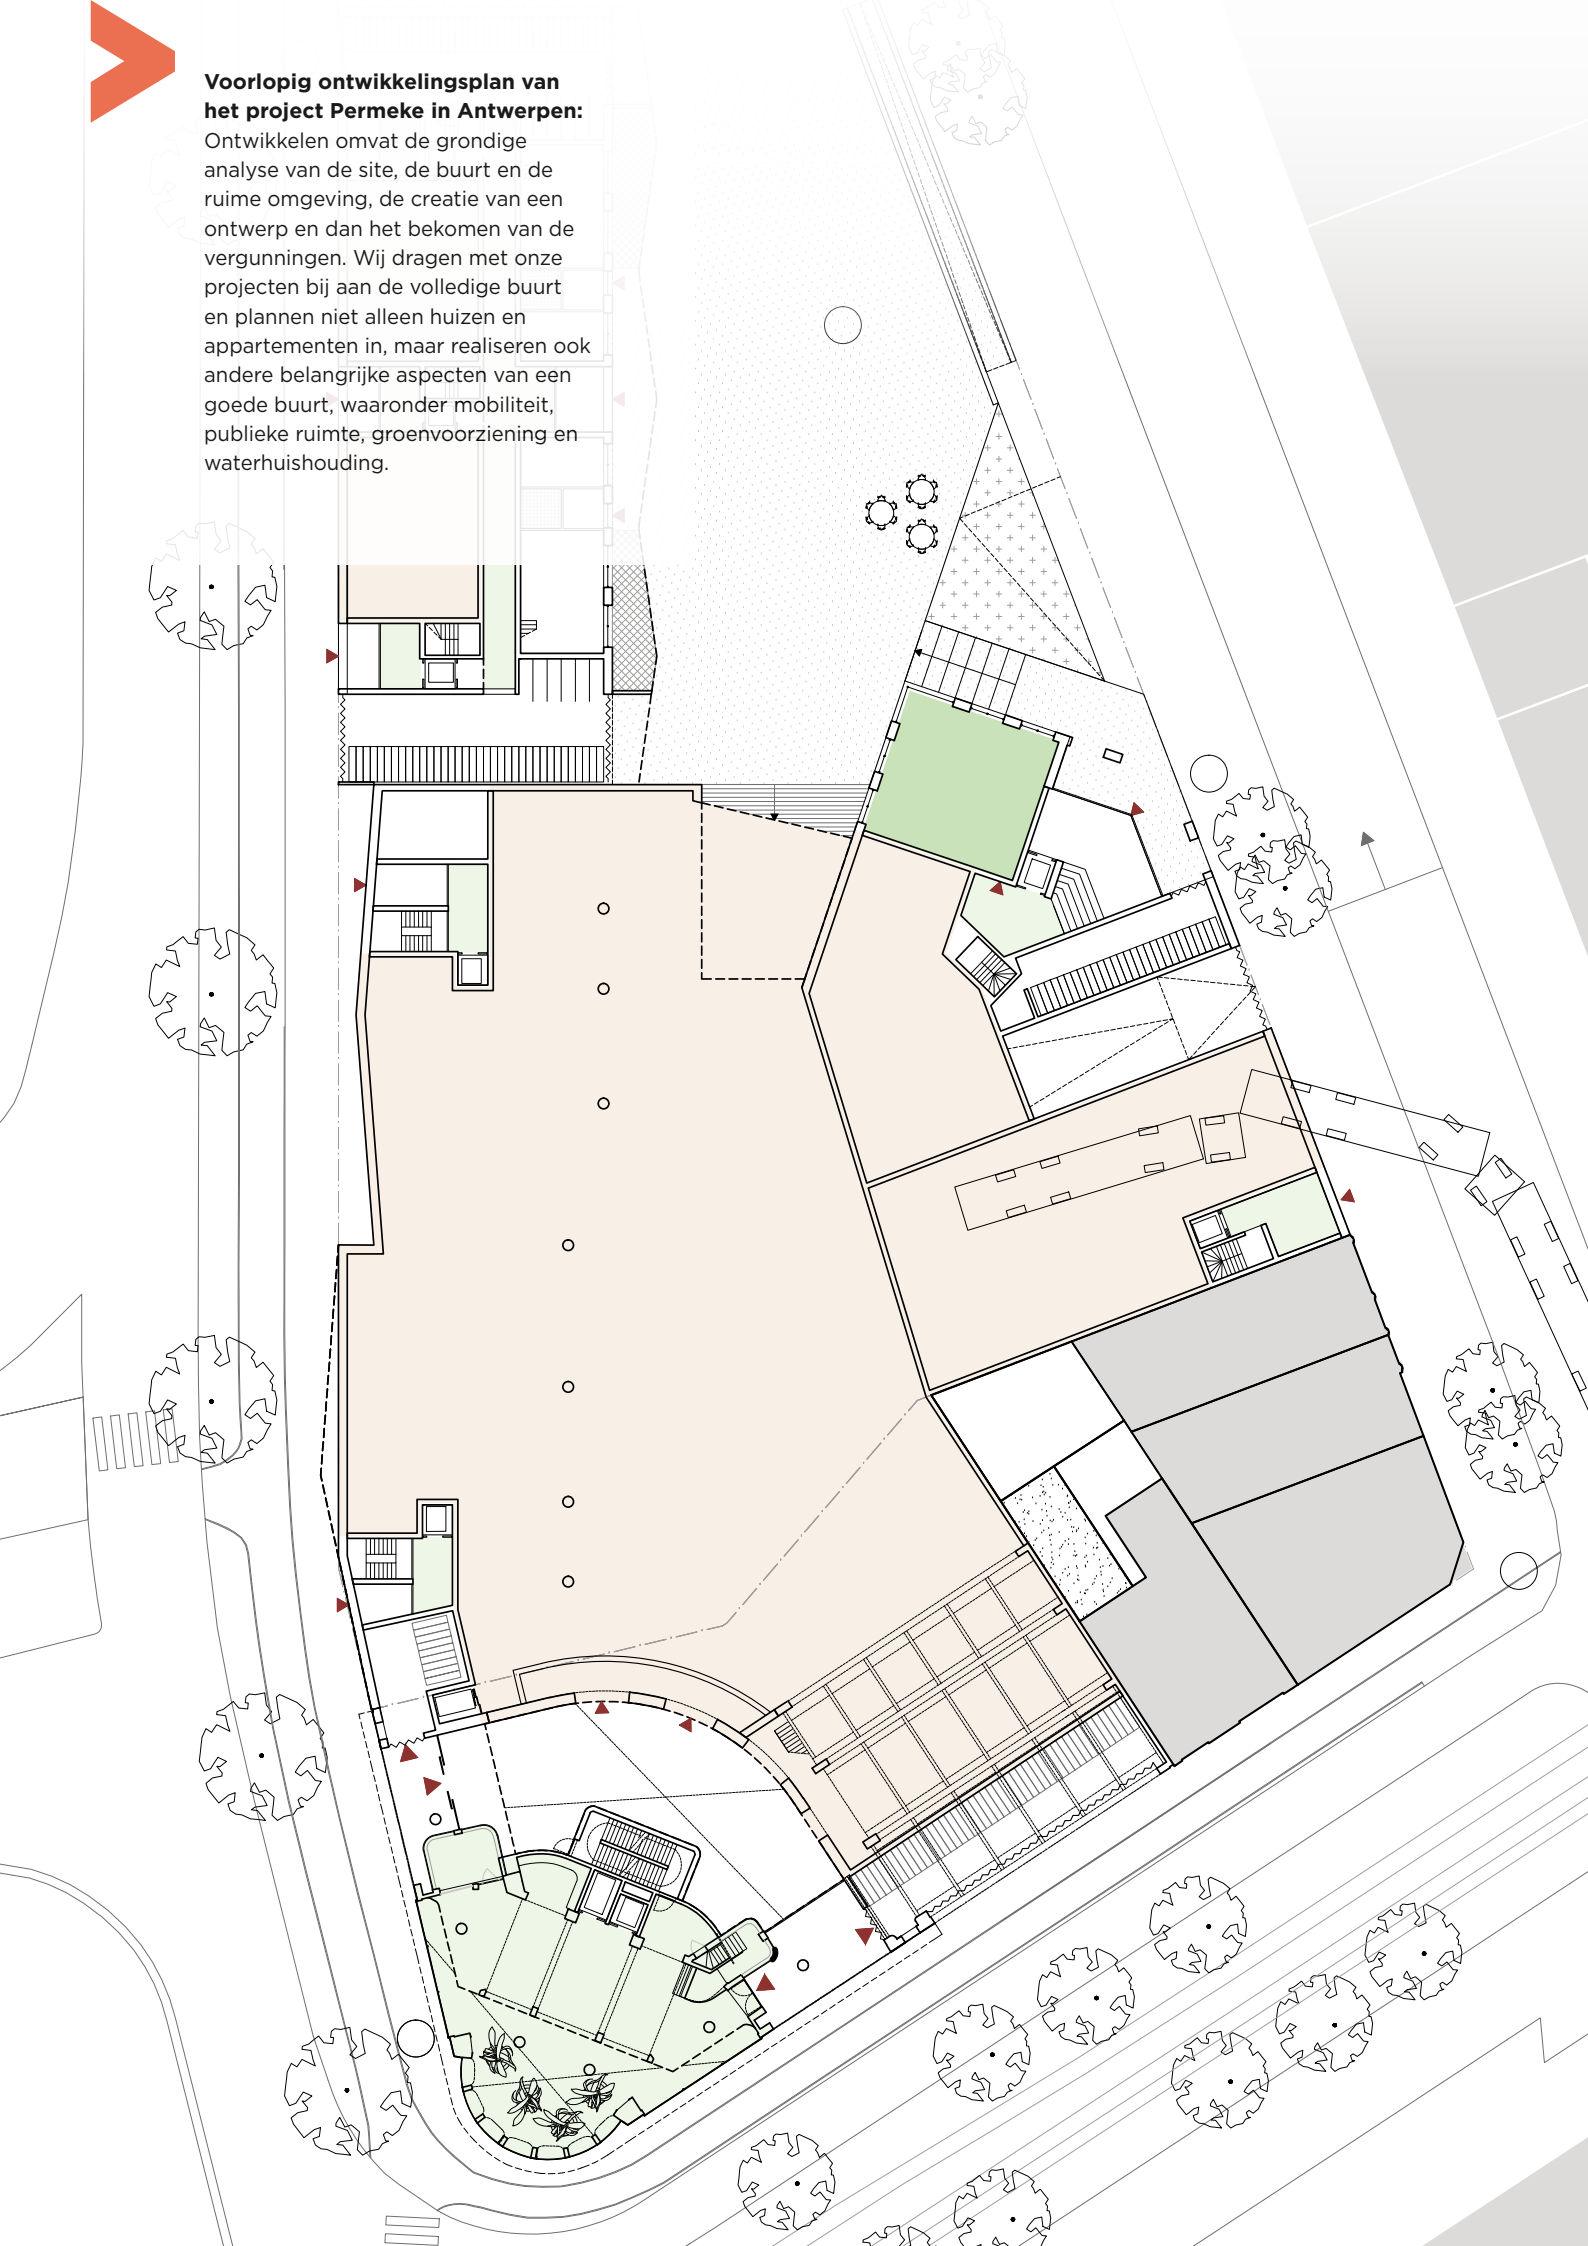 Voorlopig ontwikkelingsplan van
het project Permeke in Antwerpen:
Ontwikkelen omvat de grondige
analyse van de site, de buurt en de
ruime omgeving, de creatie van een
ontwerp en dan het bekomen van de
vergunningen. Wij dragen met onze
projecten bij aan de volledige buurt
en plannen niet alleen huizen en
appartementen in, maar realiseren ook
andere belangrijke aspecten van een
goede buurt, waaronder mobiliteit,
publieke ruimte, groenvoorziening en
waterhuishouding.